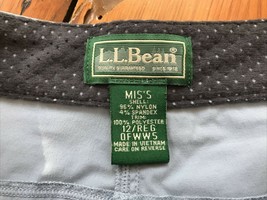 L.L.Bean®
QUALITY GUARANTEED SINCE 1912
MIS'S
SHELL:
96% NYLON
4% SPANDEX
TRIM:
100% POLYESTER
12/REG
OFWW5
MADE IN VIETNAM
CARE ON REVERSE